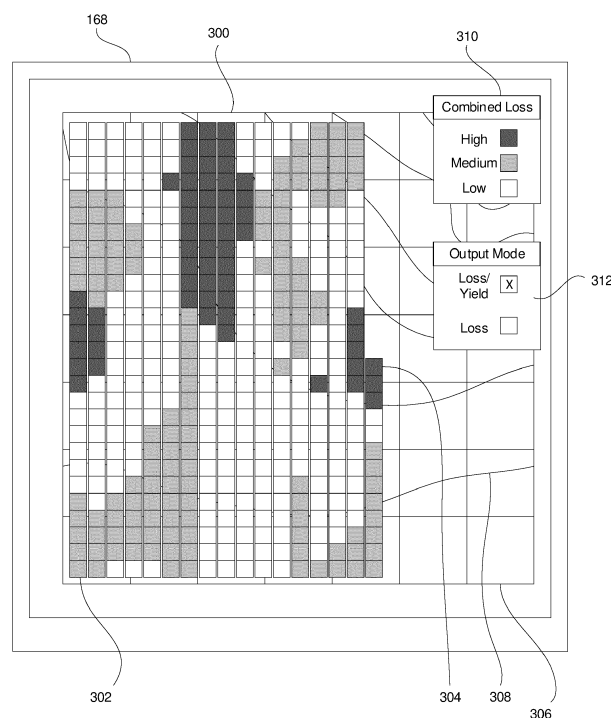 168
300
310
Combined Loss
High
Medium
Low
Output Mode
Loss/
Yield
X
312
Loss
302
304
308
306